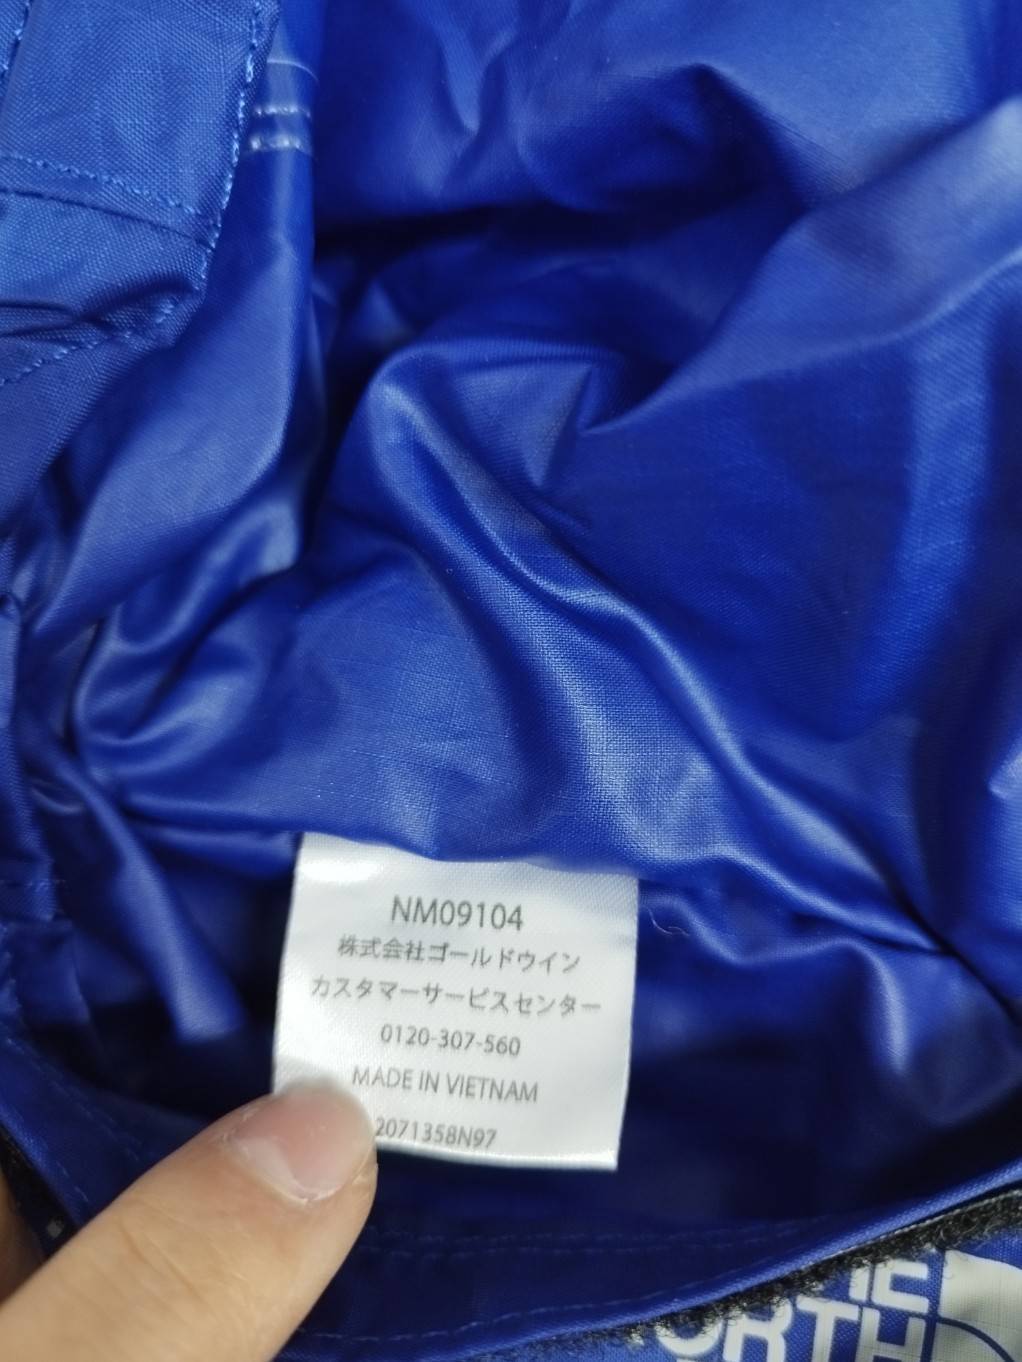 NM09104
株式会社ゴールドウイン
カスタマーサービスセンター
0120-307-560
MADE IN VIETNAM
2071358N97
NORTH